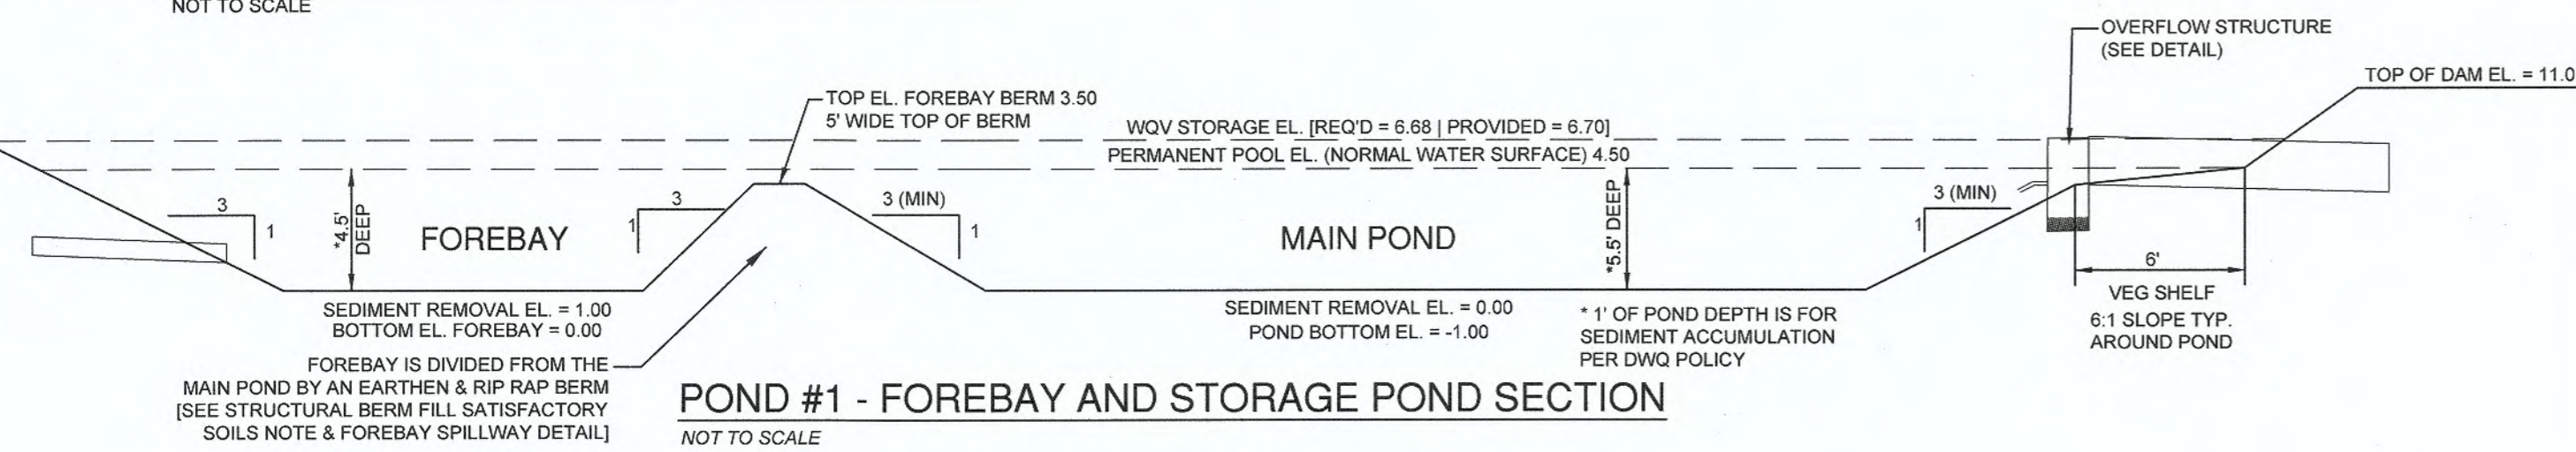 NOT TO SCALE
OVERFLOW STRUCTURE
(SEE DETAIL)
TOP OF DAM EL. = 11.0
TOP EL. FOREBAY BERM 3.50
5' WIDE TOP OF BERM
WQV STORAGE EL. [REQ'D = 6.68 | PROVIDED = 6.70]
PERMANENT POOL EL. (NORMAL WATER SURFACE) 4.50
3
1
*4.5'
DEEP
FOREBAY
3
1
3 (MIN)
1
MAIN POND
*5.5' DEEP
3 (MIN)
1
6'
VEG SHELF
6:1 SLOPE TYP.
AROUND POND
SEDIMENT REMOVAL EL. = 1.00
BOTTOM EL. FOREBAY = 0.00
SEDIMENT REMOVAL EL. = 0.00
POND BOTTOM EL. = -1.00
* 1' OF POND DEPTH IS FOR
SEDIMENT ACCUMULATION
PER DWQ POLICY
FOREBAY IS DIVIDED FROM THE
MAIN POND BY AN EARTHEN & RIP RAP BERM
[SEE STRUCTURAL BERM FILL SATISFACTORY
SOILS NOTE & FOREBAY SPILLWAY DETAIL]
POND #1 - FOREBAY AND STORAGE POND SECTION
NOT TO SCALE